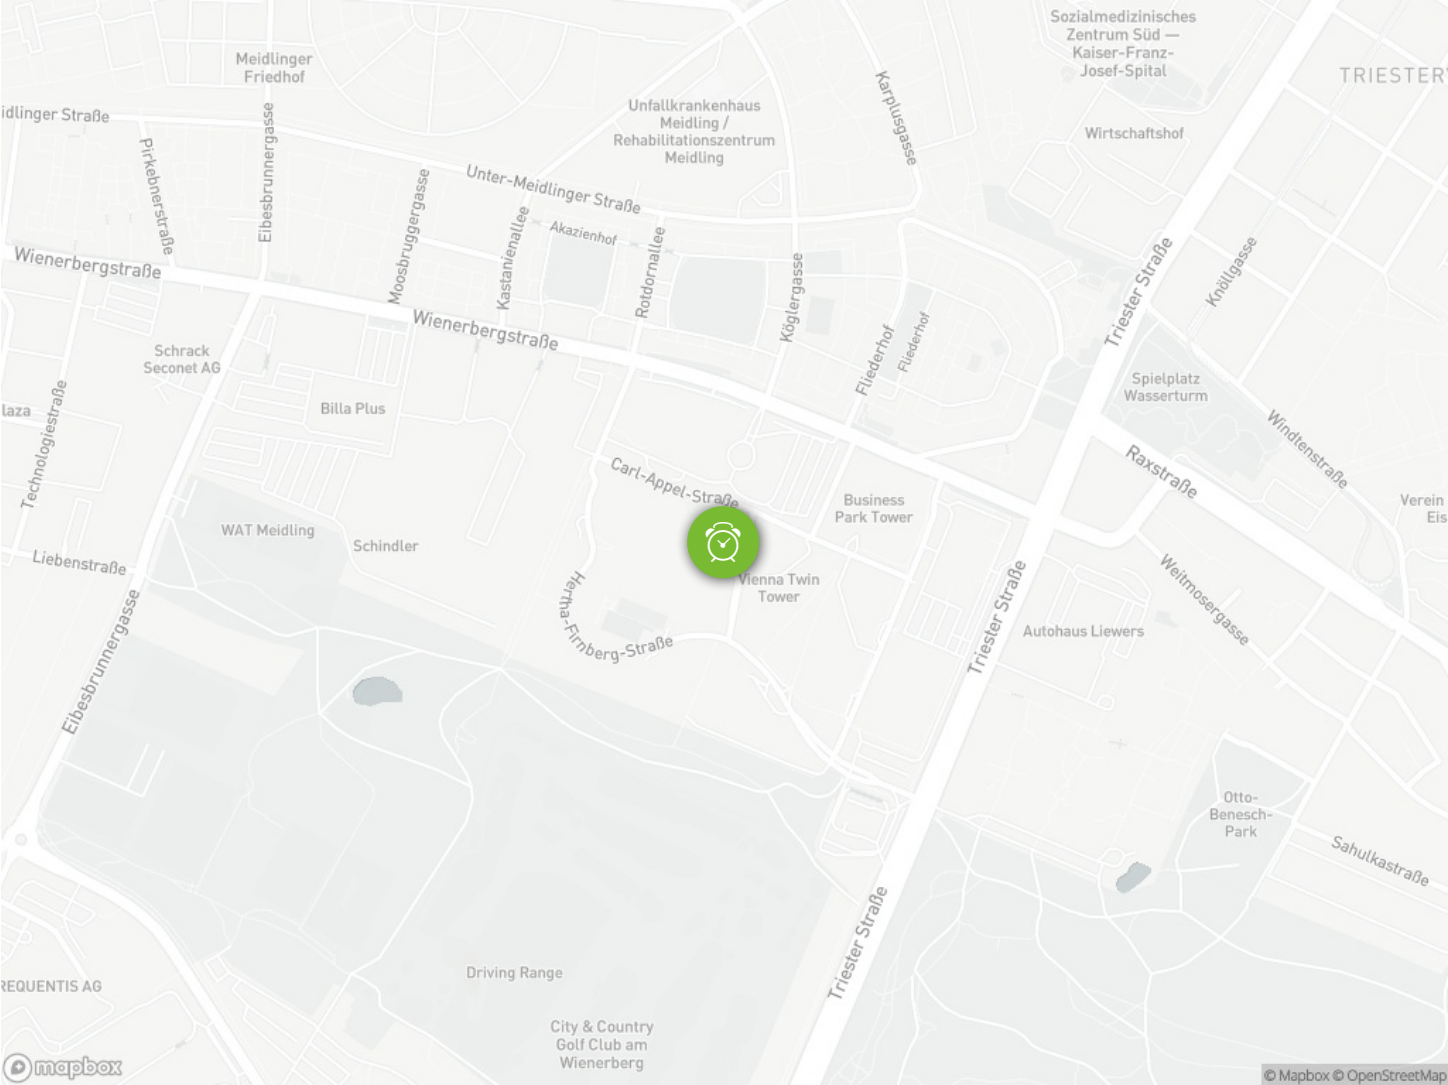 Sozialmedizinisches
Zentrum Süd —
Kaiser-Franz-
Josef-Spital
Meidlinger
Friedhof
TRIESTER
Karplusgasse
Unfallkrankenhaus
Meidling /
Rehabilitationszentrum
Meidling
idlinger Straße
Wirtschaftshof
Pirkebnerstraße
Eibesbrunnergasse
Moosbruggergasse
Unter-Meidlinger Straße
Kastanienallee
Akazienhof
Rotdornallee
Köglergasse
Wienerbergstraße
Knöllgasse
Triester Straße
Wienerbergstraße
Fliederhof
Fliederhof
Schrack
Seconet AG
Spielplatz
Wasserturm
Billa Plus
laza
Technologiestraße
Windtenstraße
Raxstraße
Carl-Appel-Straße
Business
Park Tower
Verein
Eis
WAT Meidling
Schindler
Liebenstraße
Vienna Twin
Tower
Hertha-Firnberg-Straße
Triester Straße
Weitmosergasse
Autohaus Liewers
Eibesbrunnergasse
Otto-
Benesch-
Park
Sahulkastraße
Triester Straße
Driving Range
REQUENTIS AG
City & Country
Golf Club am
Wienerberg
mapbox
© Mapbox © OpenStreetMap